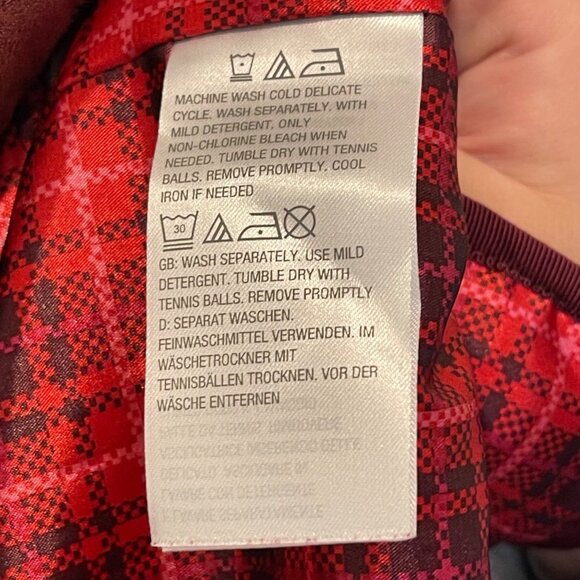 MACHINE WASH COLD DELICATE
CYCLE. WASH SEPARATELY. WITH
MILD DETERGENT, ONLY
NON-CHLORINE BLEACH WHEN
NEEDED. TUMBLE DRY WITH TENNIS
BALLS. REMOVE PROMPTLY. COOL
IRON IF NEEDED
30
GB: WASH SEPARATELY. USE MILD
DETERGENT. TUMBLE DRY WITH
TENNIS BALLS. REMOVE PROMPTLY
D: SEPARAT WASCHEN.
FEINWASCHMITTEL VERWENDEN. IM
WÄSCHETROCKNER MIT
TENNISBÄLLEN TROCKNEN. VOR DER
WÄSCHE ENTFERNEN